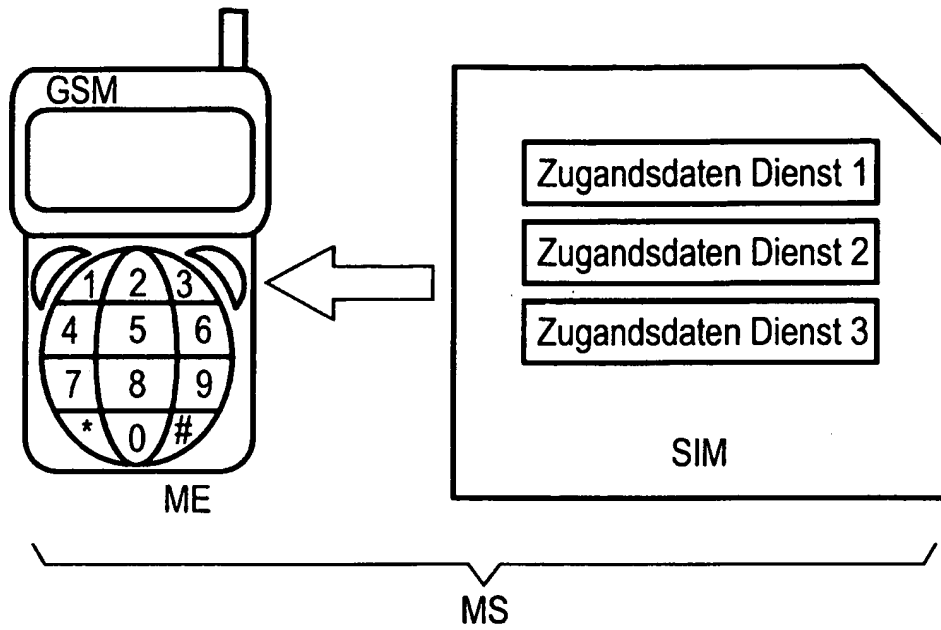 GSM
1 2 3
4 5 6
7 8 9
* 0 #
ME
Zugandsdaten Dienst 1
Zugandsdaten Dienst 2
Zugandsdaten Dienst 3
SIM
MS